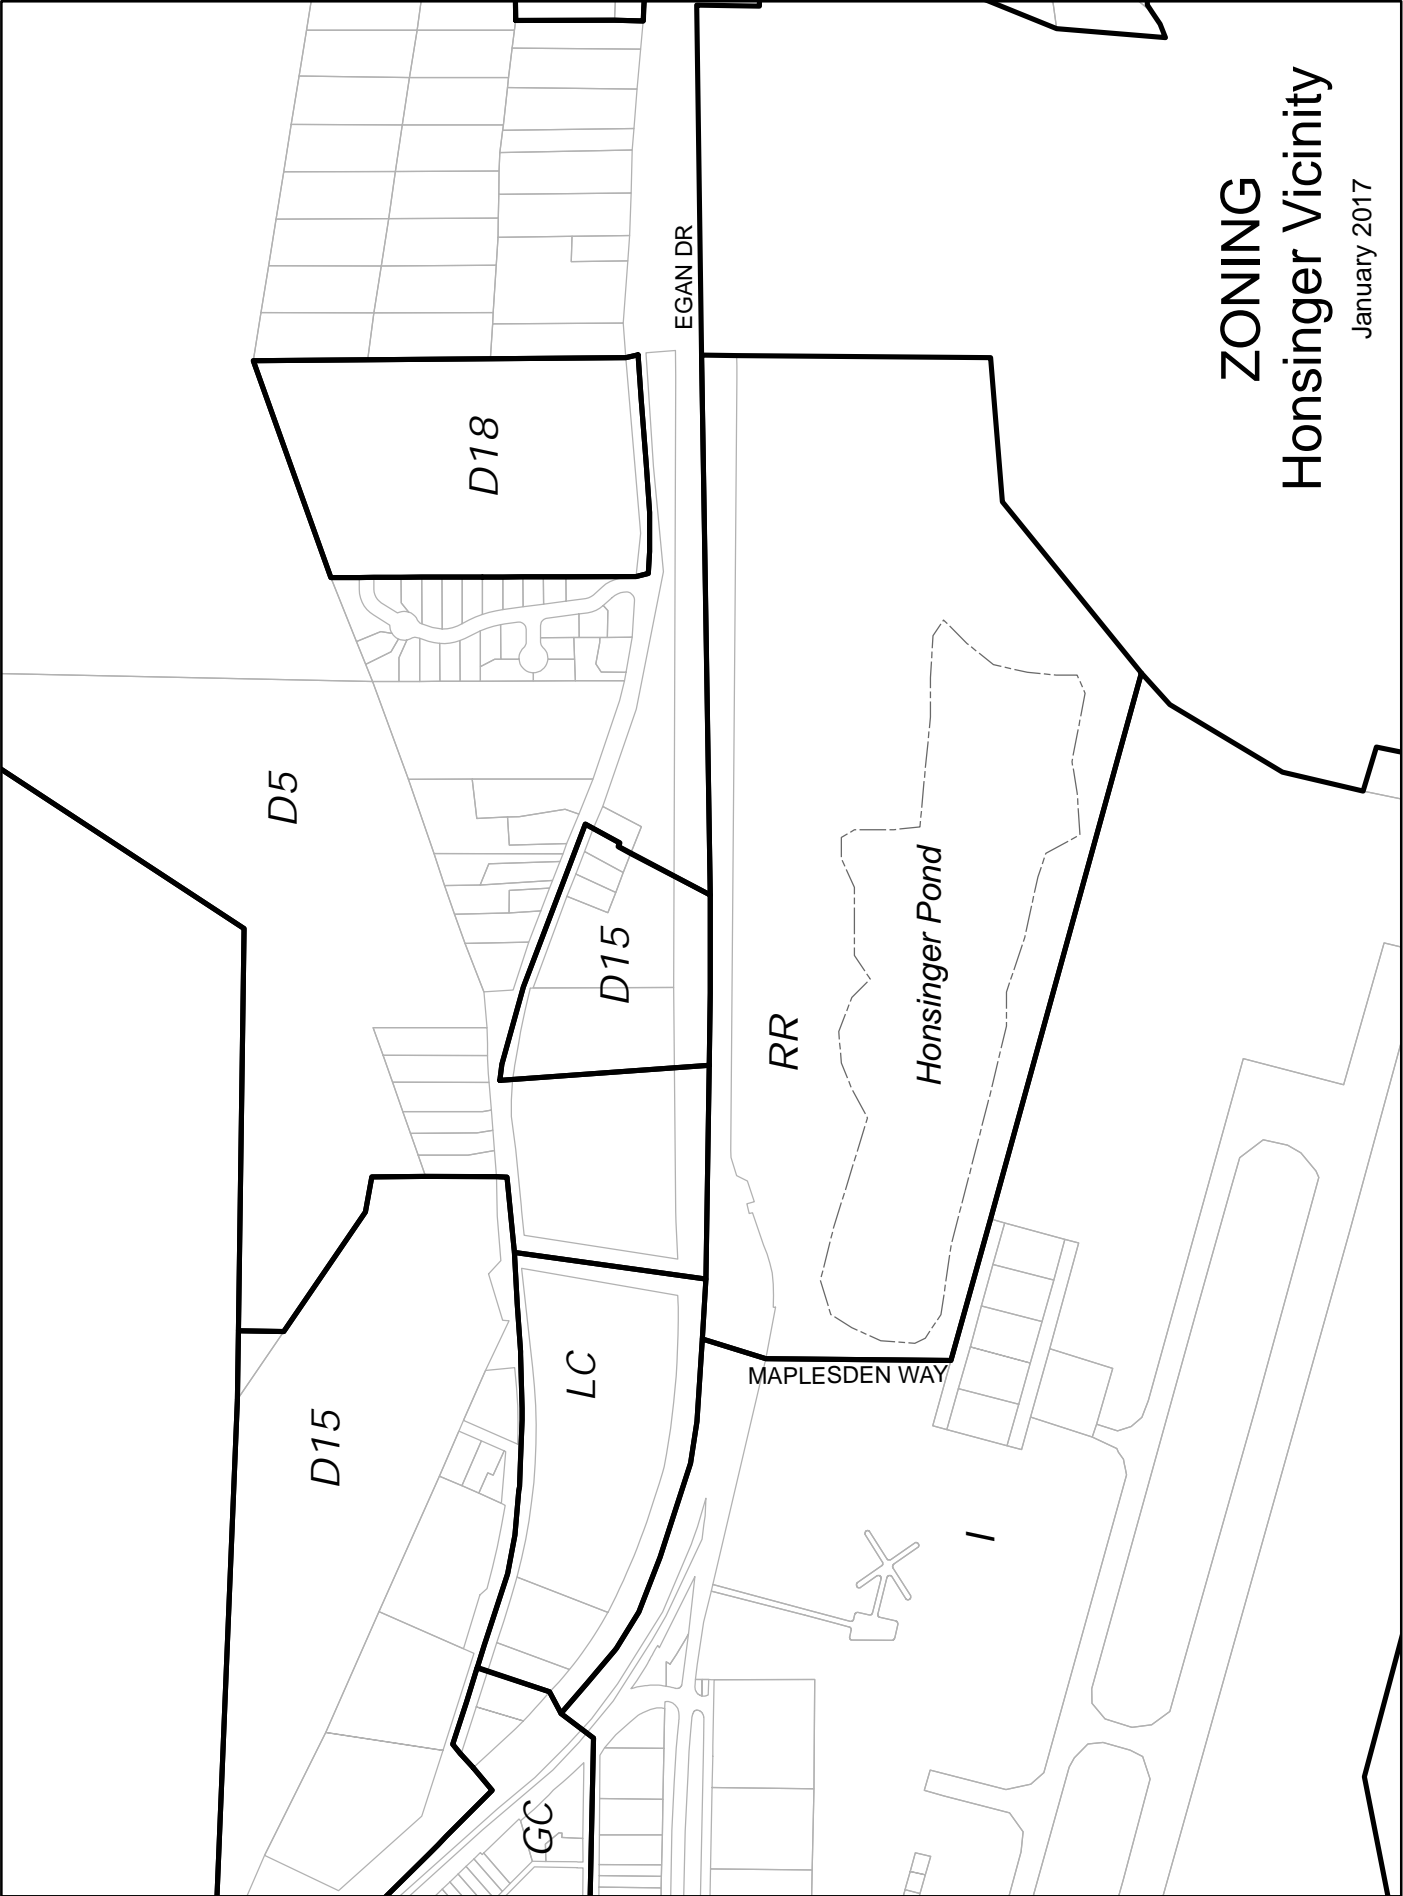 ZONING
Honsinger Vicinity
January 2017
EGAN DR
D18
D5
D15
RR
Honsinger Pond
MAPLESDEN WAY
LC
D15
I
GC